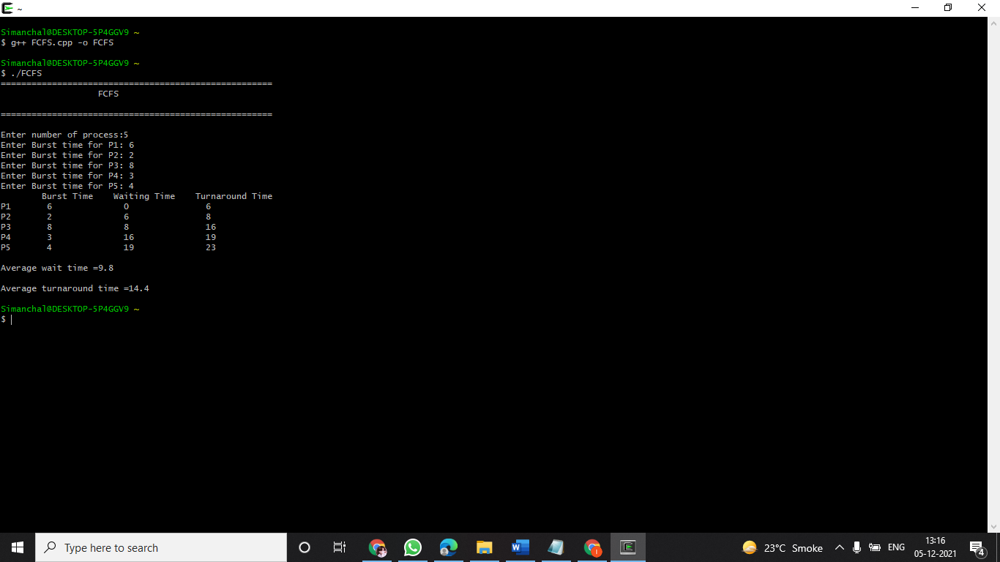 ~
Simanchal@DESKTOP-5P4GGV9 ~
$ g++ FCFS.cpp -o FCFS
Simanchal@DESKTOP-5P4GGV9 ~
$ ./FCFS
=====================================================
FCFS
=====================================================
Enter number of process:5
Enter Burst time for P1: 6
Enter Burst time for P2: 2
Enter Burst time for P3: 8
Enter Burst time for P4: 3
Enter Burst time for P5: 4
Burst Time Waiting Time Turnaround Time
P1 6 0 6
P2 2 6 8
P3 8 8 16
P4 3 16 19
P5 4 19 23
Average wait time =9.8
Average turnaround time =14.4
Simanchal@DESKTOP-5P4GGV9 ~
$
Type here to search
23°C Smoke
ENG
13:16
05-12-2021
4